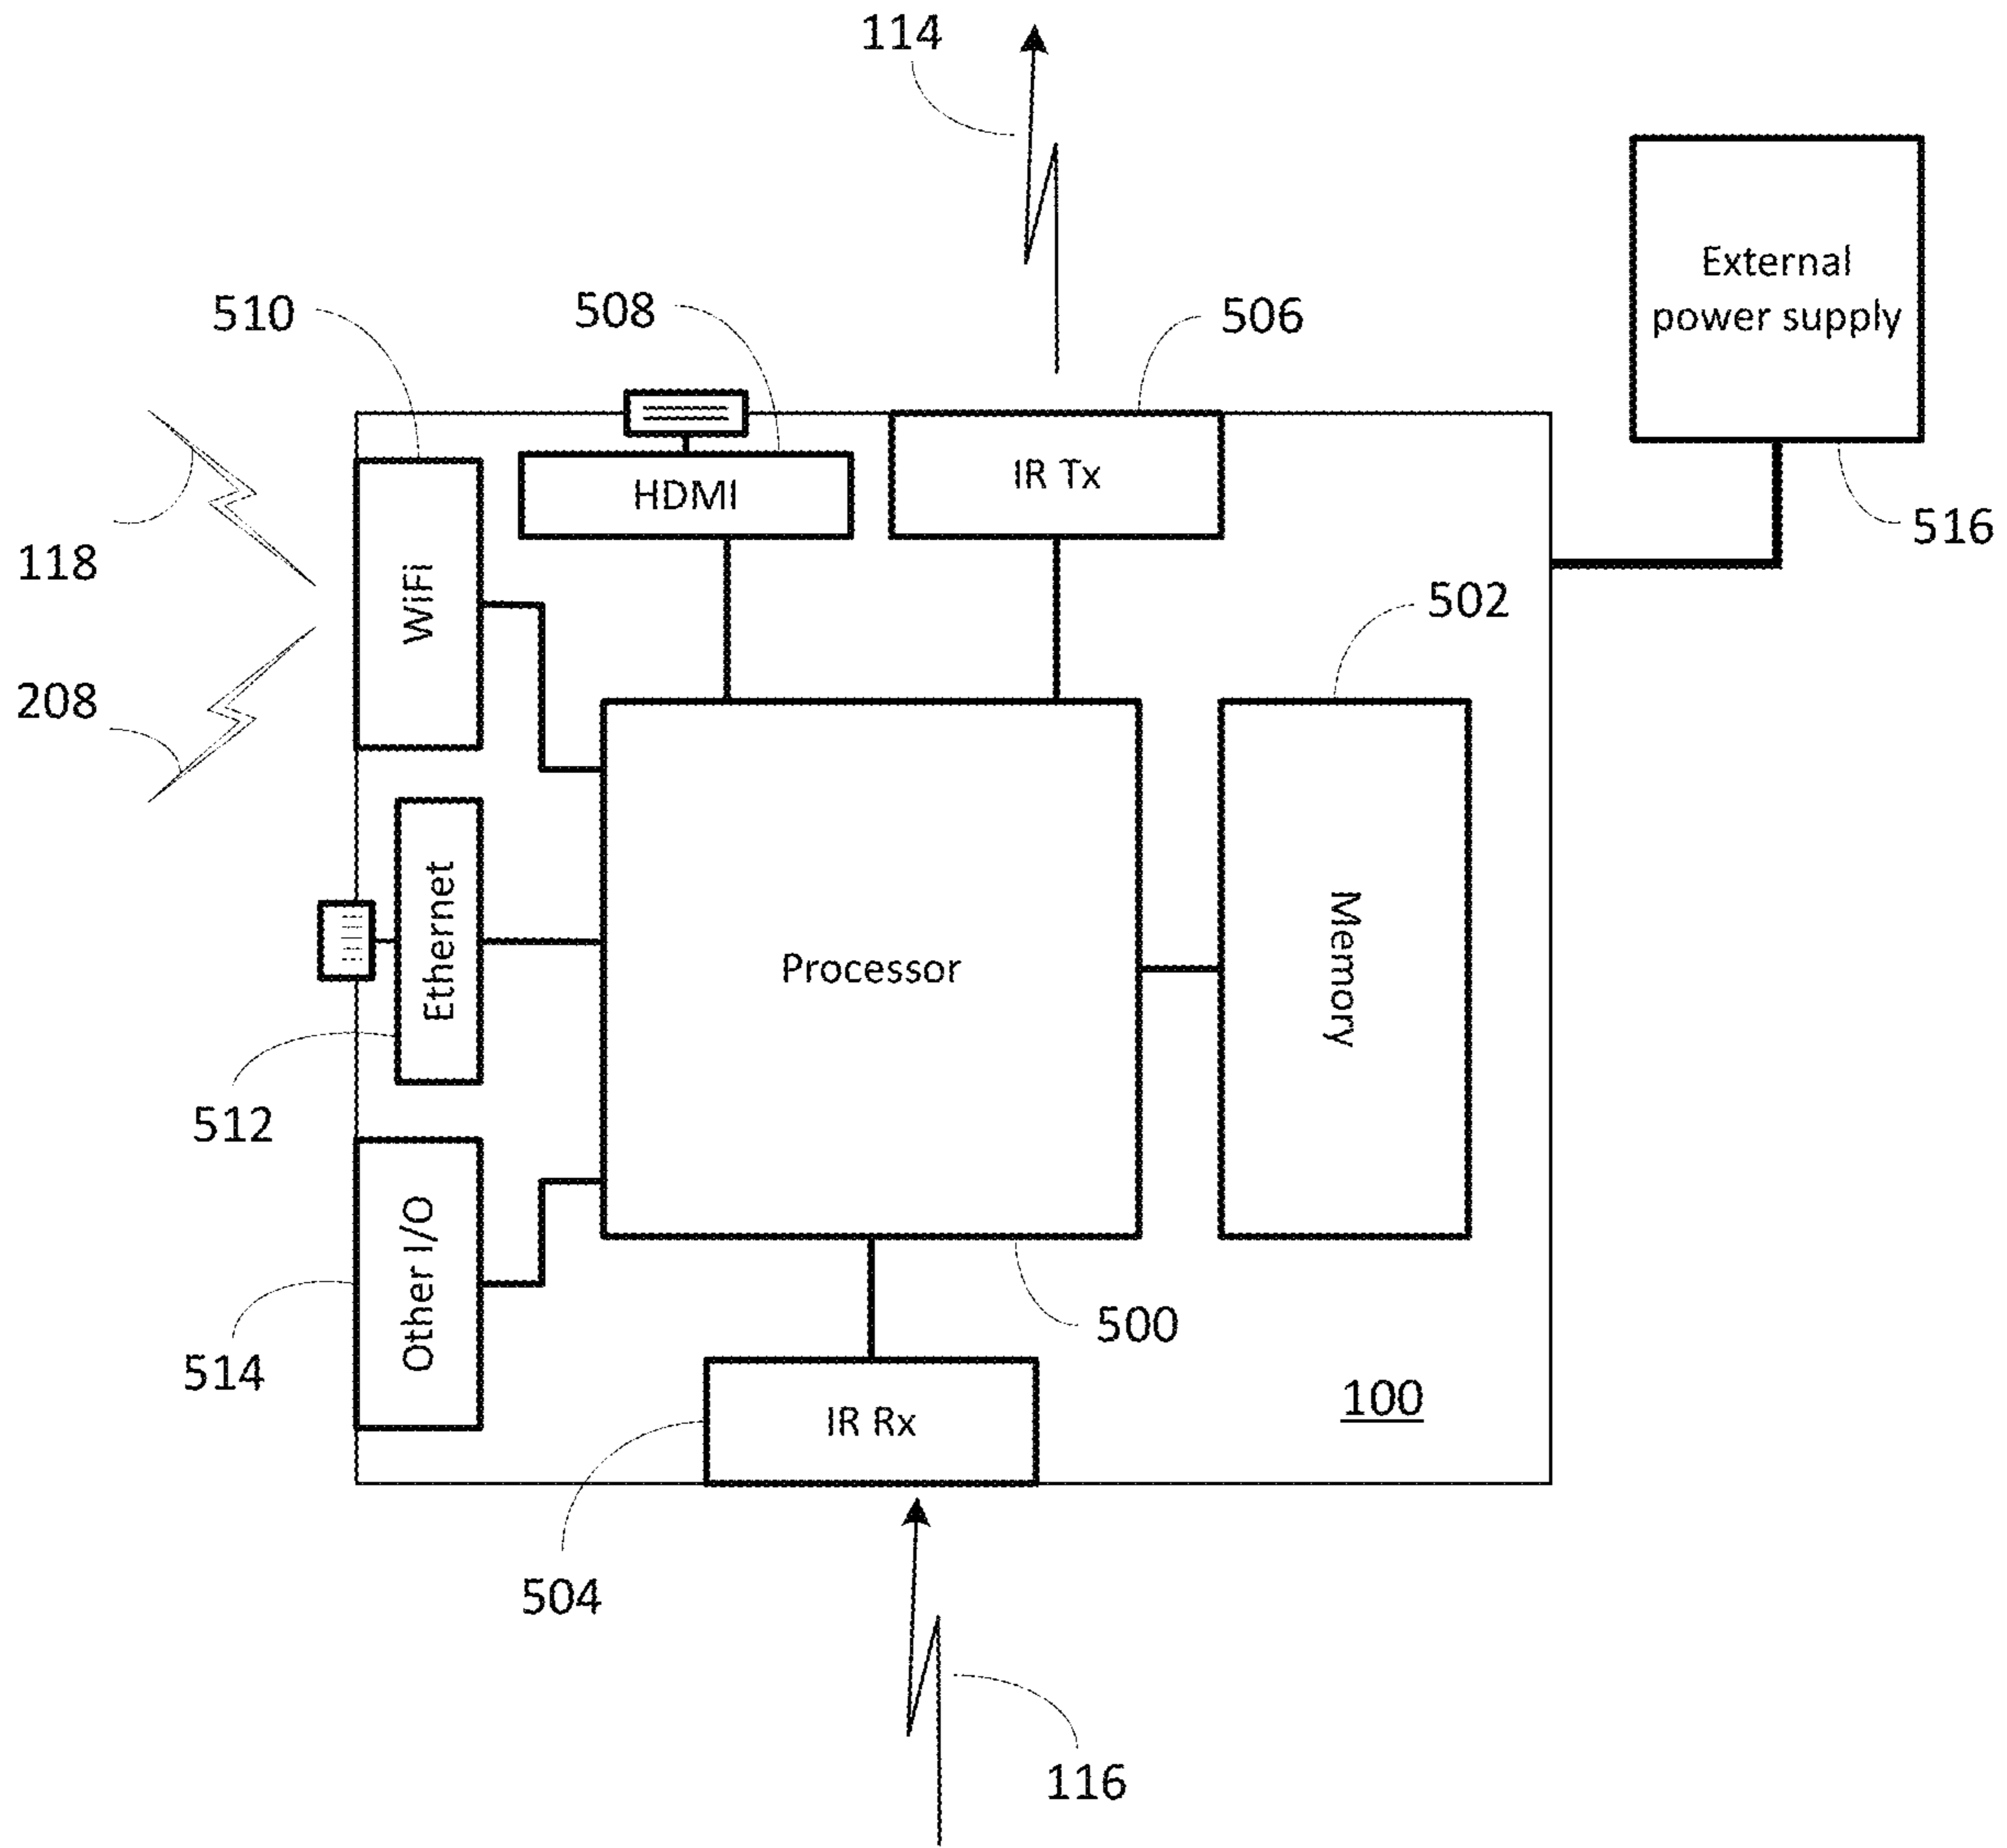 114
External
power supply
510
508
506
HDMI
IR Tx
516
118
WiFi
502
208
Ethernet
Processor
Memory
512
Other I/O
500
514
IR Rx
100
504
116